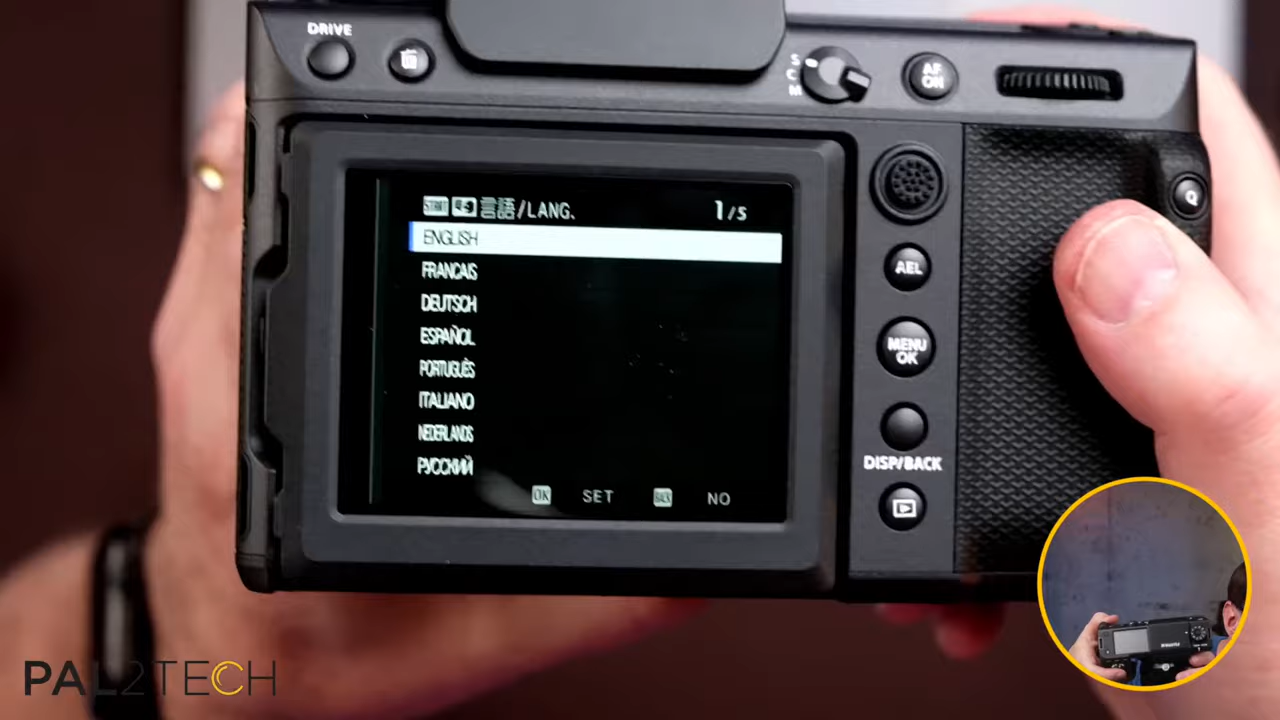 DRIVE
S
C
M
AF
ON
START 言語/LANG. 1/5
ENGLISH
FRANCAIS
DEUTSCH
ESPAÑOL
PORTUGUÊS
ITALIANO
NEDERLANDS
РУССКИЙ
OK SET BACK NO
Q
AEL
MENU
OK
DISP/BACK
PAL2TECH